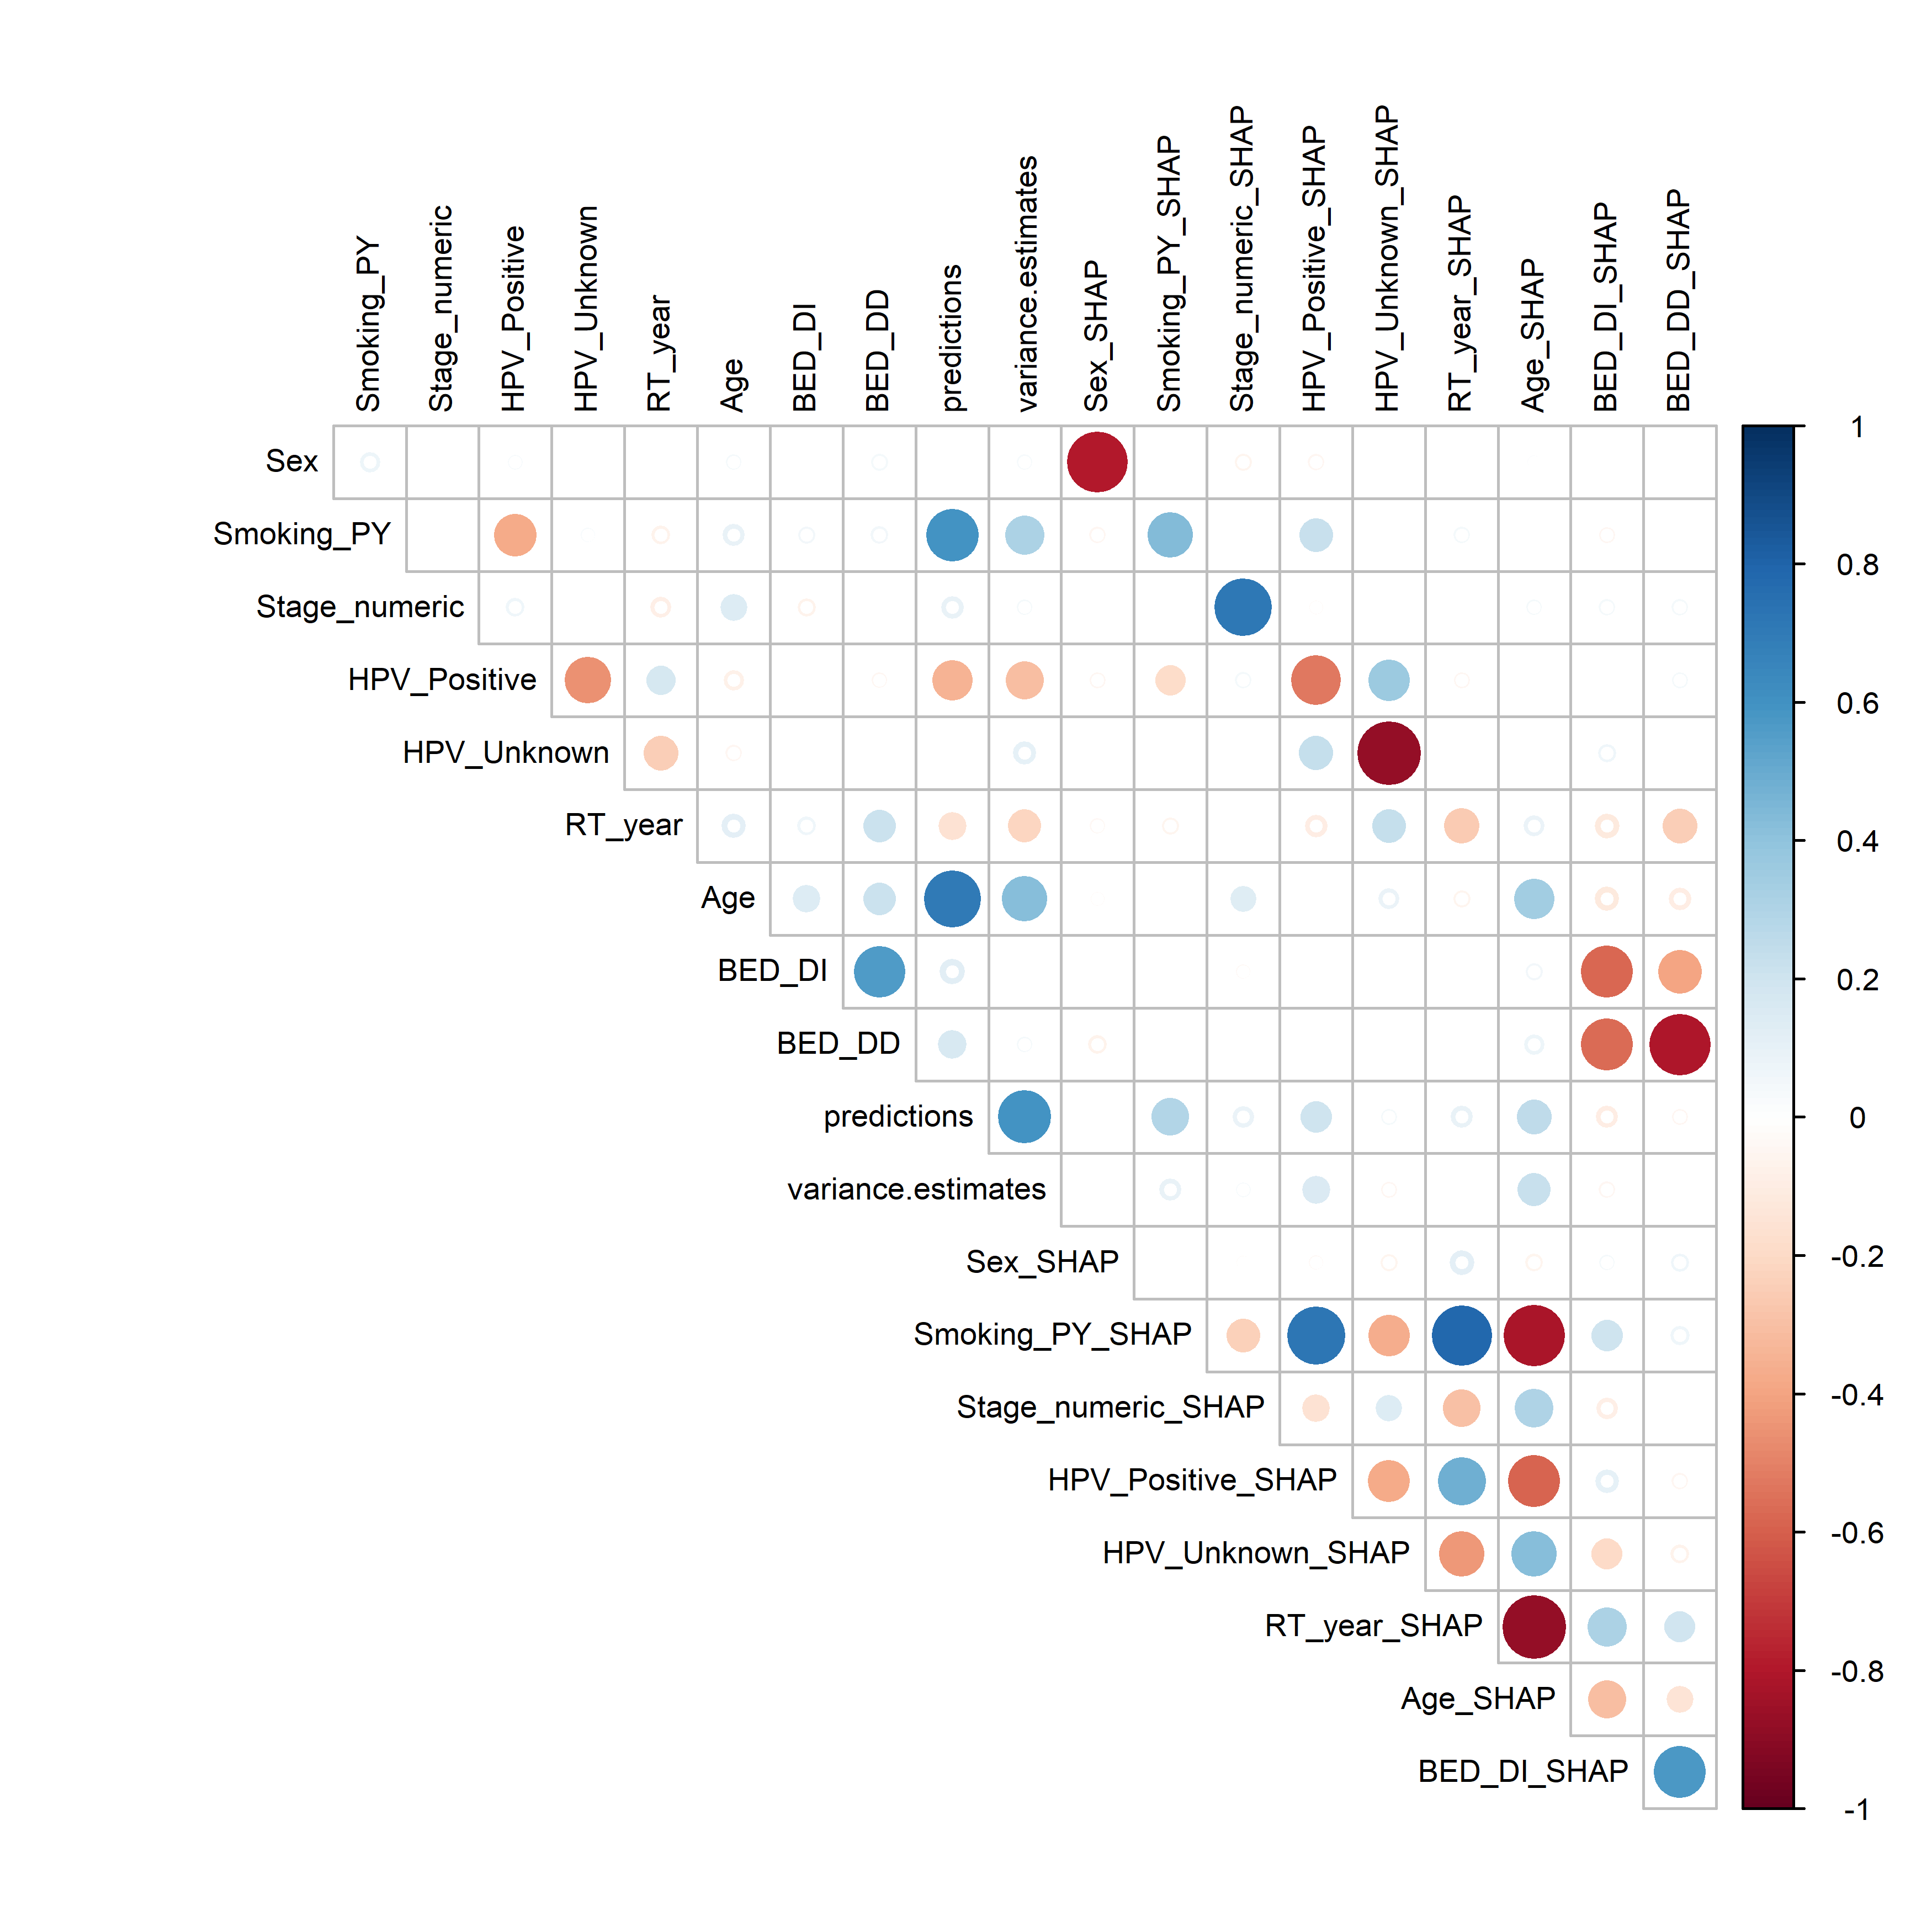 Smoking_PY
Stage_numeric
HPV_Positive
HPV_Unknown
RT_year
Age
BED_DI
BED_DD
predictions
variance.estimates
Sex_SHAP
Smoking_PY_SHAP
Stage_numeric_SHAP
HPV_Positive_SHAP
HPV_Unknown_SHAP
RT_year_SHAP
Age_SHAP
BED_DI_SHAP
BED_DD_SHAP
Sex
Smoking_PY
Stage_numeric
HPV_Positive
HPV_Unknown
RT_year
Age
BED_DI
BED_DD
predictions
variance.estimates
Sex_SHAP
Smoking_PY_SHAP
Stage_numeric_SHAP
HPV_Positive_SHAP
HPV_Unknown_SHAP
RT_year_SHAP
Age_SHAP
BED_DI_SHAP
1
0.8
0.6
0.4
0.2
0
-0.2
-0.4
-0.6
-0.8
-1